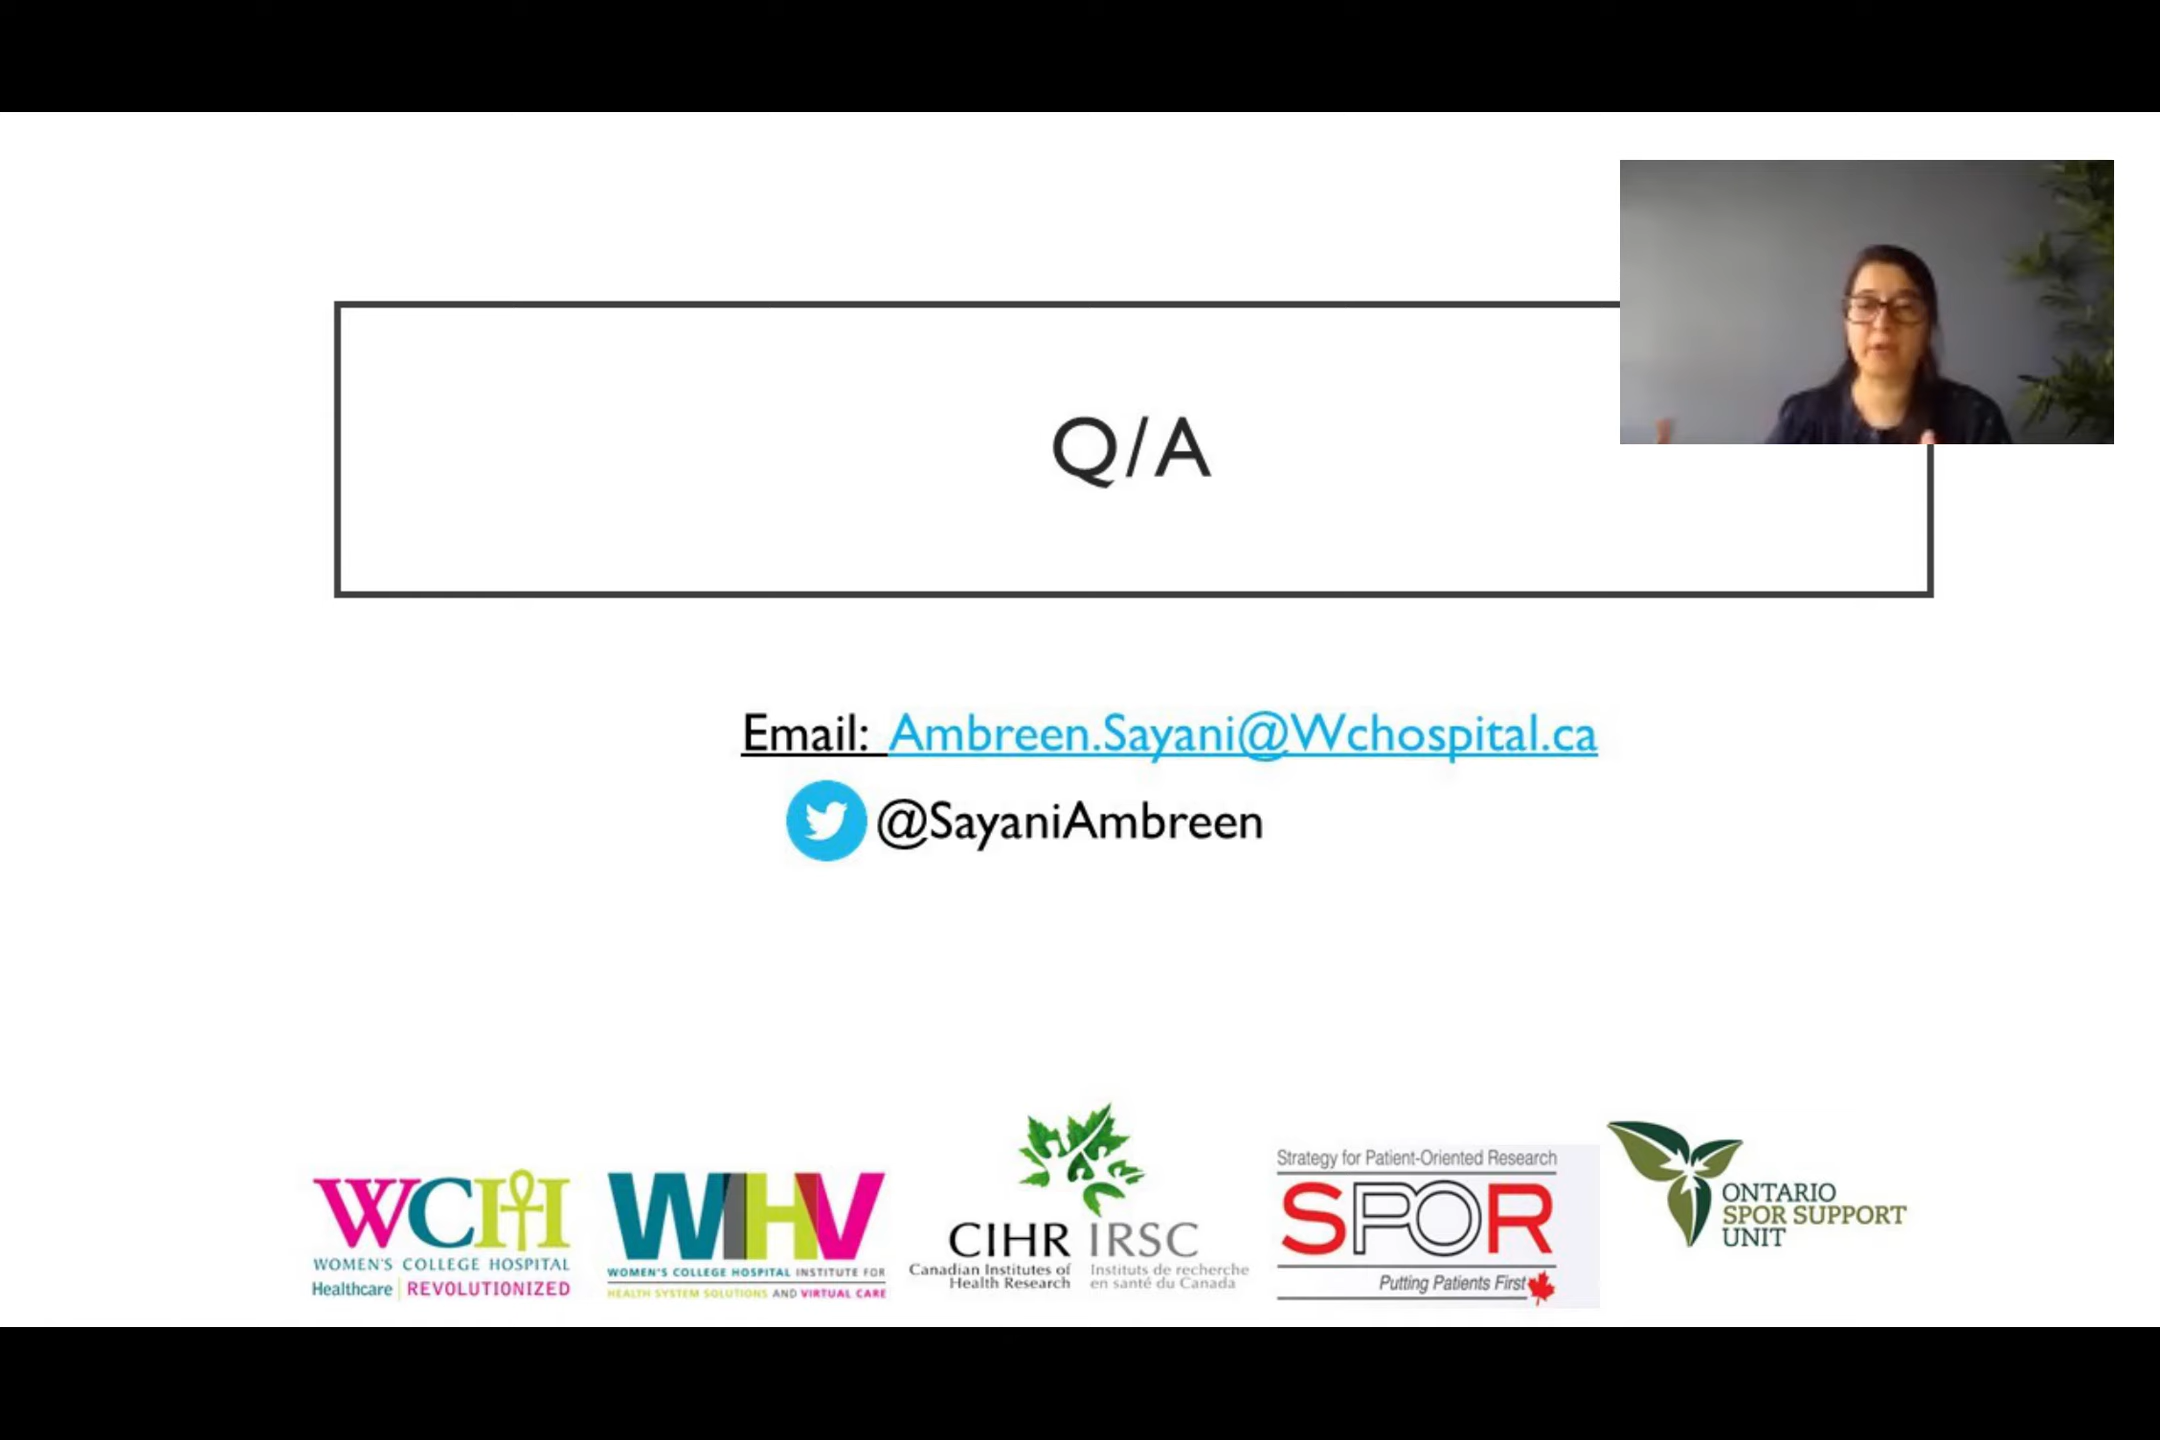 Q/A
Email: Ambreen.Sayani@Wchospital.ca
@SayaniAmbreen
WCH
WOMEN'S COLLEGE HOSPITAL
Healthcare | REVOLUTIONIZED
WIHV
WOMEN'S COLLEGE HOSPITAL INSTITUTE FOR
HEALTH SYSTEM SOLUTIONS AND VIRTUAL CARE
CIHR IRSC
Canadian Institutes of Instituts de recherche
Health Research en santé du Canada
Strategy for Patient-Oriented Research
SPOR
Putting Patients First
ONTARIO
SPOR SUPPORT
UNIT